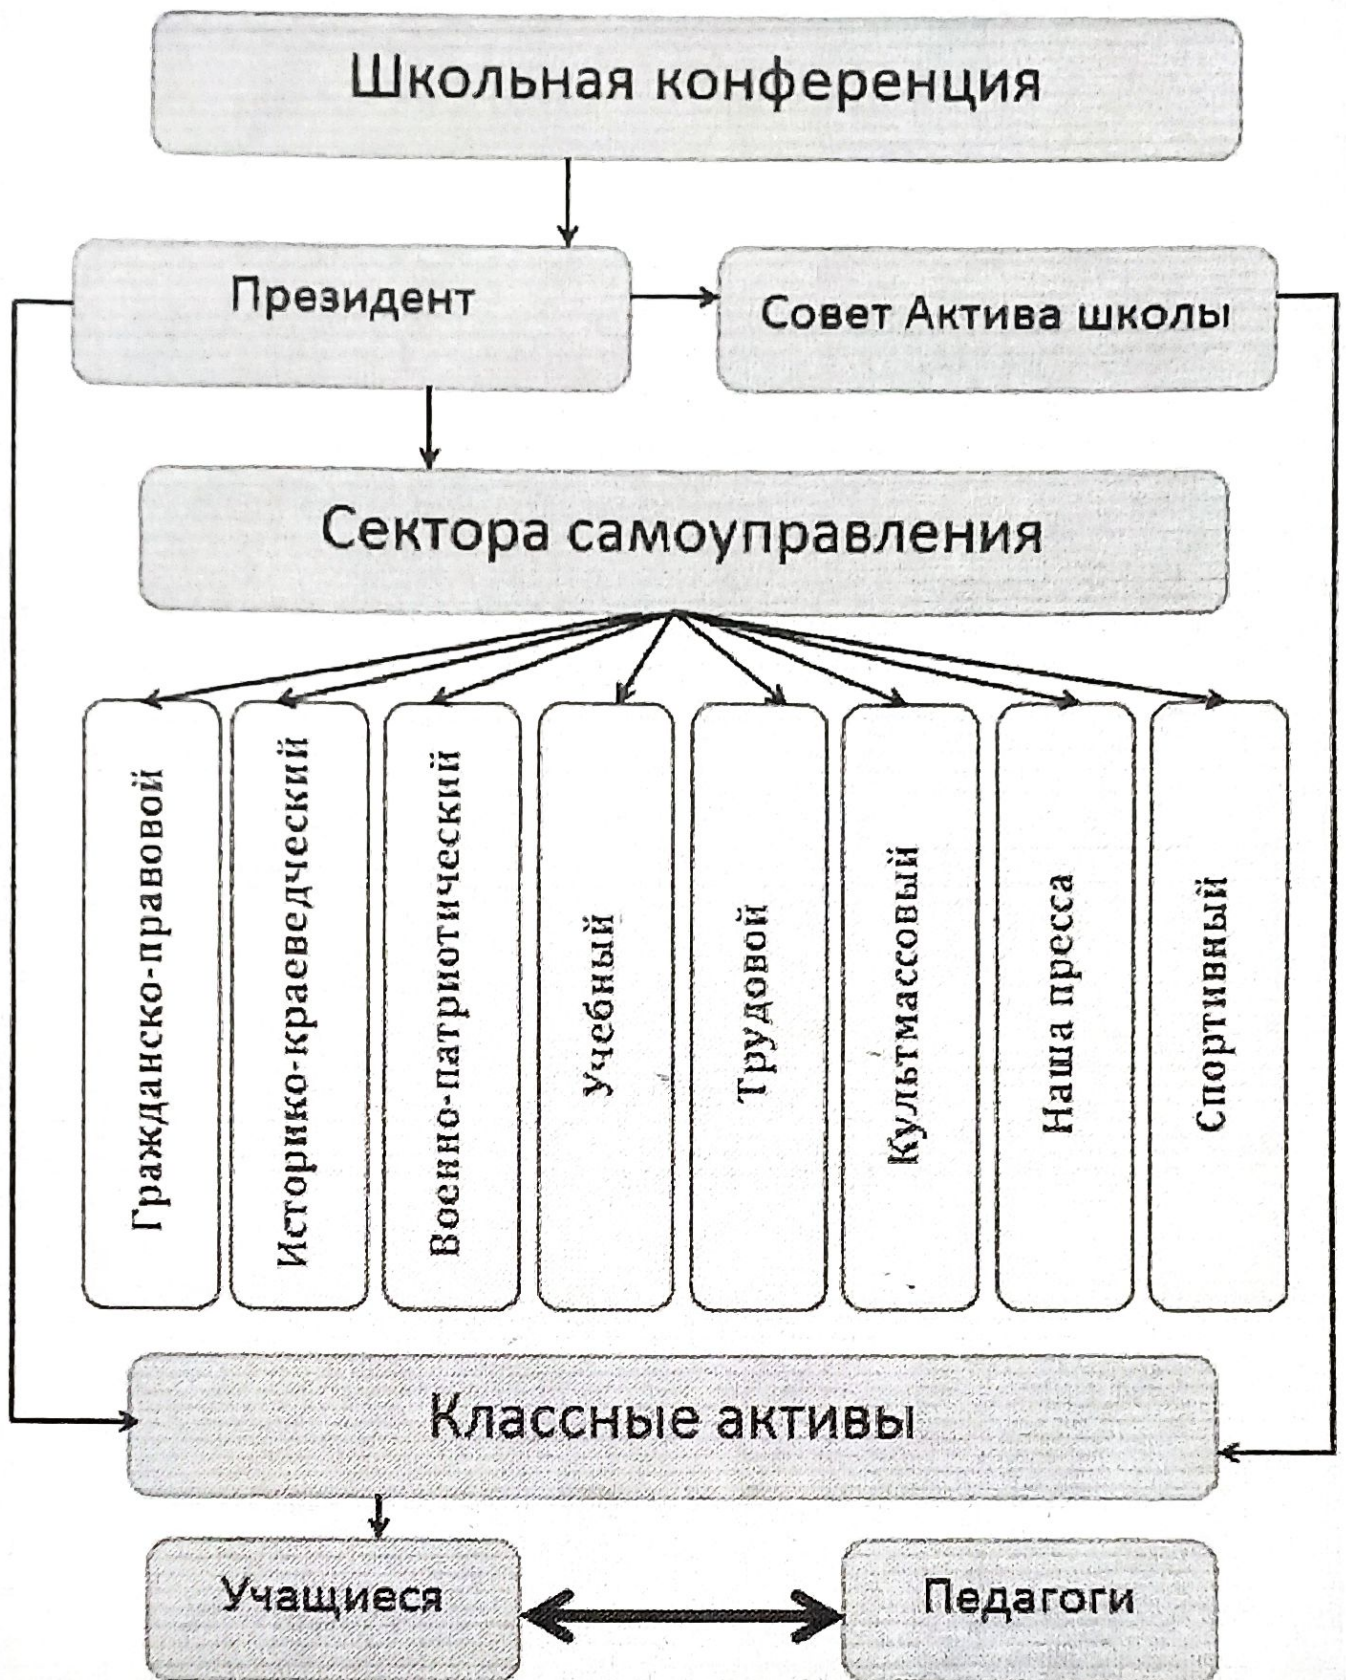 Школьная конференция
Президент
Совет Актива школы
Сектора самоуправления
Гражданско-правовой
Историко-краеведческий
Военно-патриотический
Учебный
Трудовой
Культмассовый
Наша пресса
Спортивный
Классные активы
Учащиеся
Педагоги